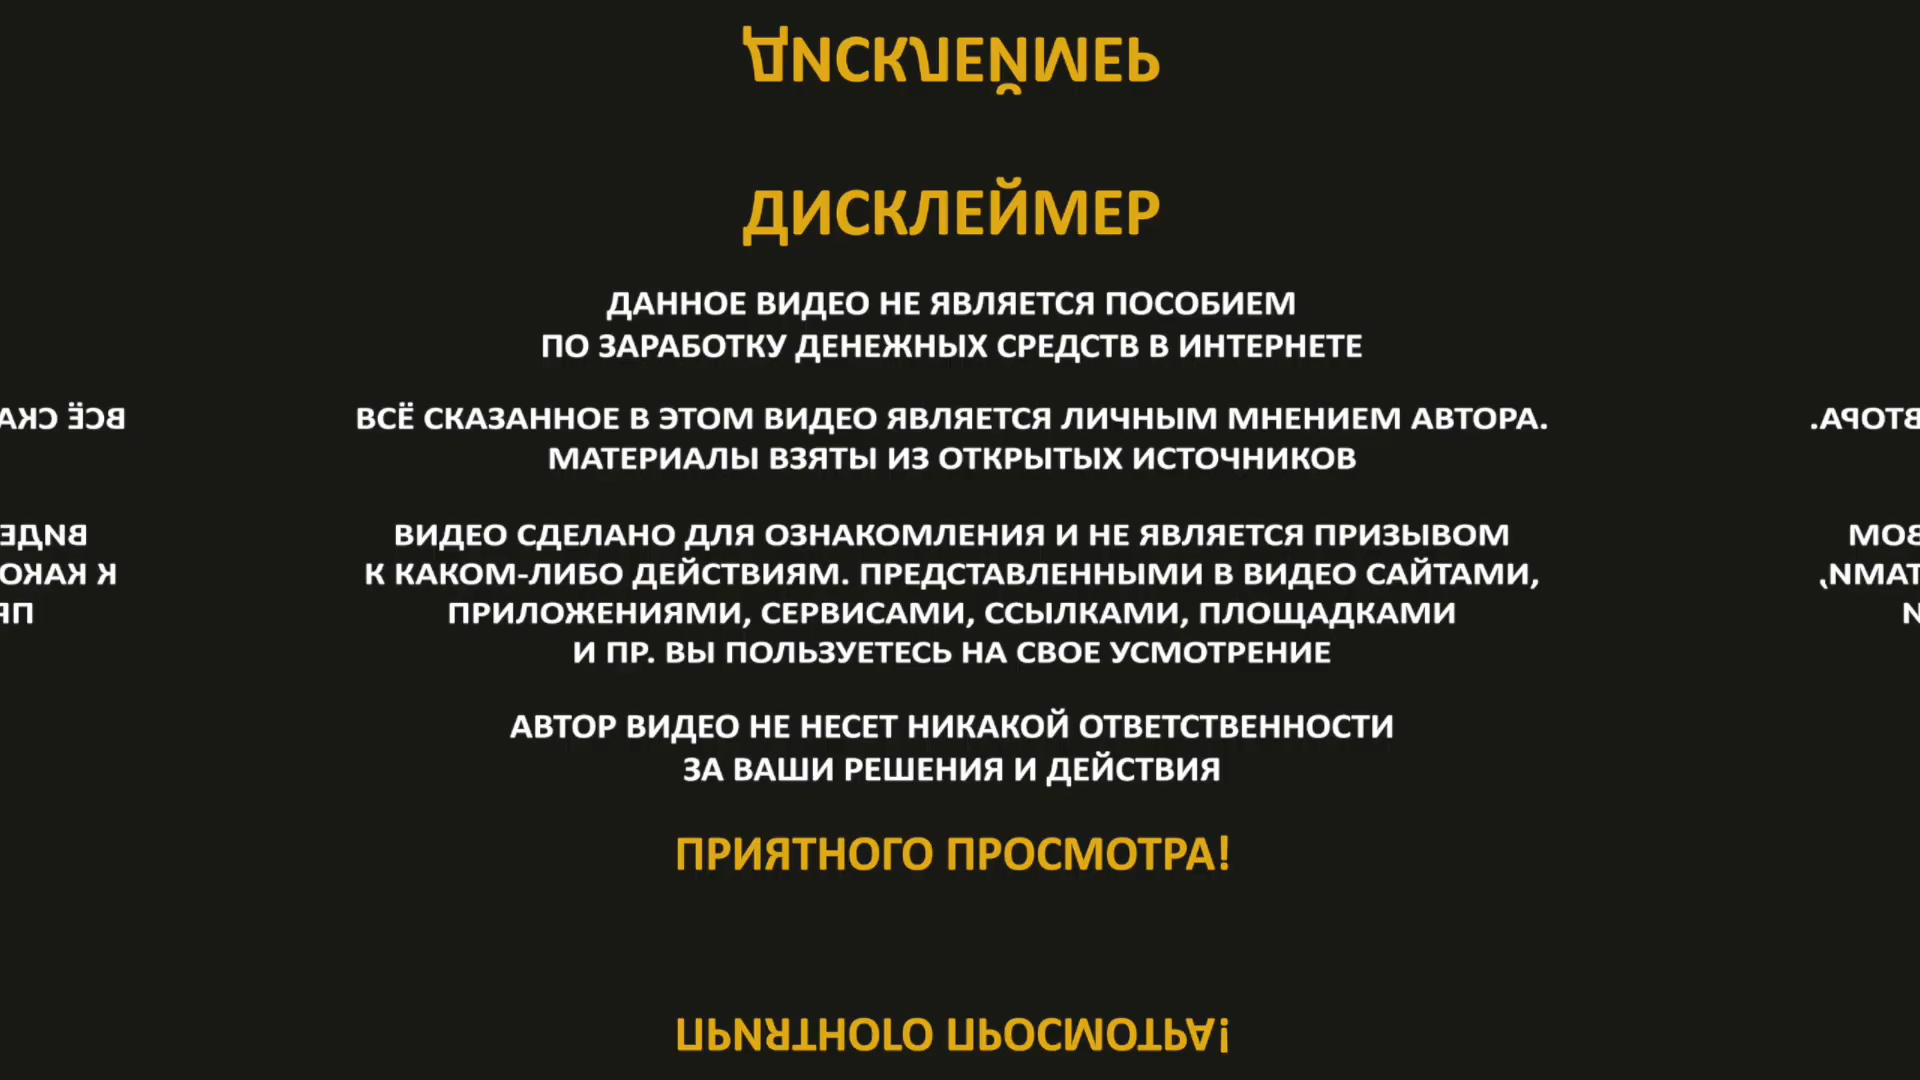 ДИСКЛЕЙМЕР
ДИСКЛЕЙМЕР
ДАННОЕ ВИДЕО НЕ ЯВЛЯЕТСЯ ПОСОБИЕМ
ПО ЗАРАБОТКУ ДЕНЕЖНЫХ СРЕДСТВ В ИНТЕРНЕТЕ
ВСЁ СКАЗАННОЕ В ЭТОМ ВИДЕО ЯВЛЯЕТСЯ ЛИЧНЫМ МНЕНИЕМ АВТОРА.
МАТЕРИАЛЫ ВЗЯТЫ ИЗ ОТКРЫТЫХ ИСТОЧНИКОВ
ВИДЕО СДЕЛАНО ДЛЯ ОЗНАКОМЛЕНИЯ И НЕ ЯВЛЯЕТСЯ ПРИЗЫВОМ
К КАКОМ-ЛИБО ДЕЙСТВИЯМ. ПРЕДСТАВЛЕННЫМИ В ВИДЕО САЙТАМИ,
ПРИЛОЖЕНИЯМИ, СЕРВИСАМИ, ССЫЛКАМИ, ПЛОЩАДКАМИ
И ПР. ВЫ ПОЛЬЗУЕТЕСЬ НА СВОЕ УСМОТРЕНИЕ
АВТОР ВИДЕО НЕ НЕСЕТ НИКАКОЙ ОТВЕТСТВЕННОСТИ
ЗА ВАШИ РЕШЕНИЯ И ДЕЙСТВИЯ
ПРИЯТНОГО ПРОСМОТРА!
ПРИЯТНОГО ПРОСМОТРА!